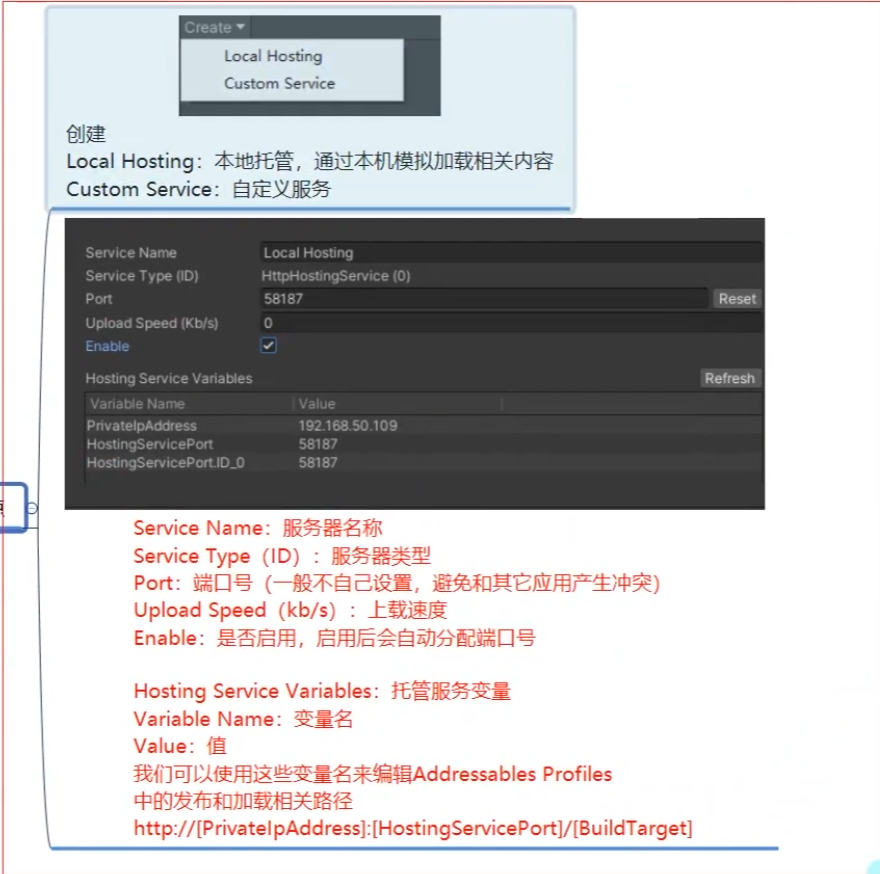 Create
Local Hosting
Custom Service
创建
Local Hosting：本地托管，通过本机模拟加载相关内容
Custom Service：自定义服务
Service Name Local Hosting
Service Type (ID) HttpHostingService (0)
Port 58187 Reset
Upload Speed (Kb/s) 0
Enable
Hosting Service Variables Refresh
Variable Name Value
PrivateIpAddress 192.168.50.109
HostingServicePort 58187
HostingServicePort.ID_0 58187
Service Name：服务器名称
Service Type（ID）：服务器类型
Port：端口号（一般不自己设置，避免和其它应用产生冲突）
Upload Speed（kb/s）：上载速度
Enable：是否启用，启用后会自动分配端口号
Hosting Service Variables：托管服务变量
Variable Name：变量名
Value：值
我们可以使用这些变量名来编辑Addressables Profiles
中的发布和加载相关路径
http://[PrivateIpAddress]:[HostingServicePort]/[BuildTarget]